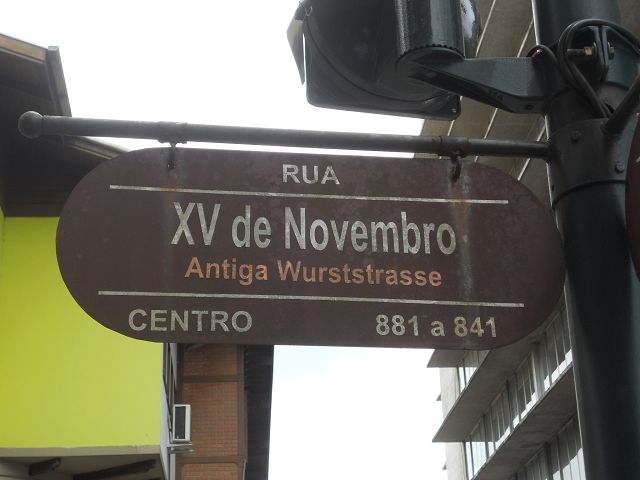 RUA
XV de Novembro
Antiga Wurststrasse
CENTRO 881 a 841